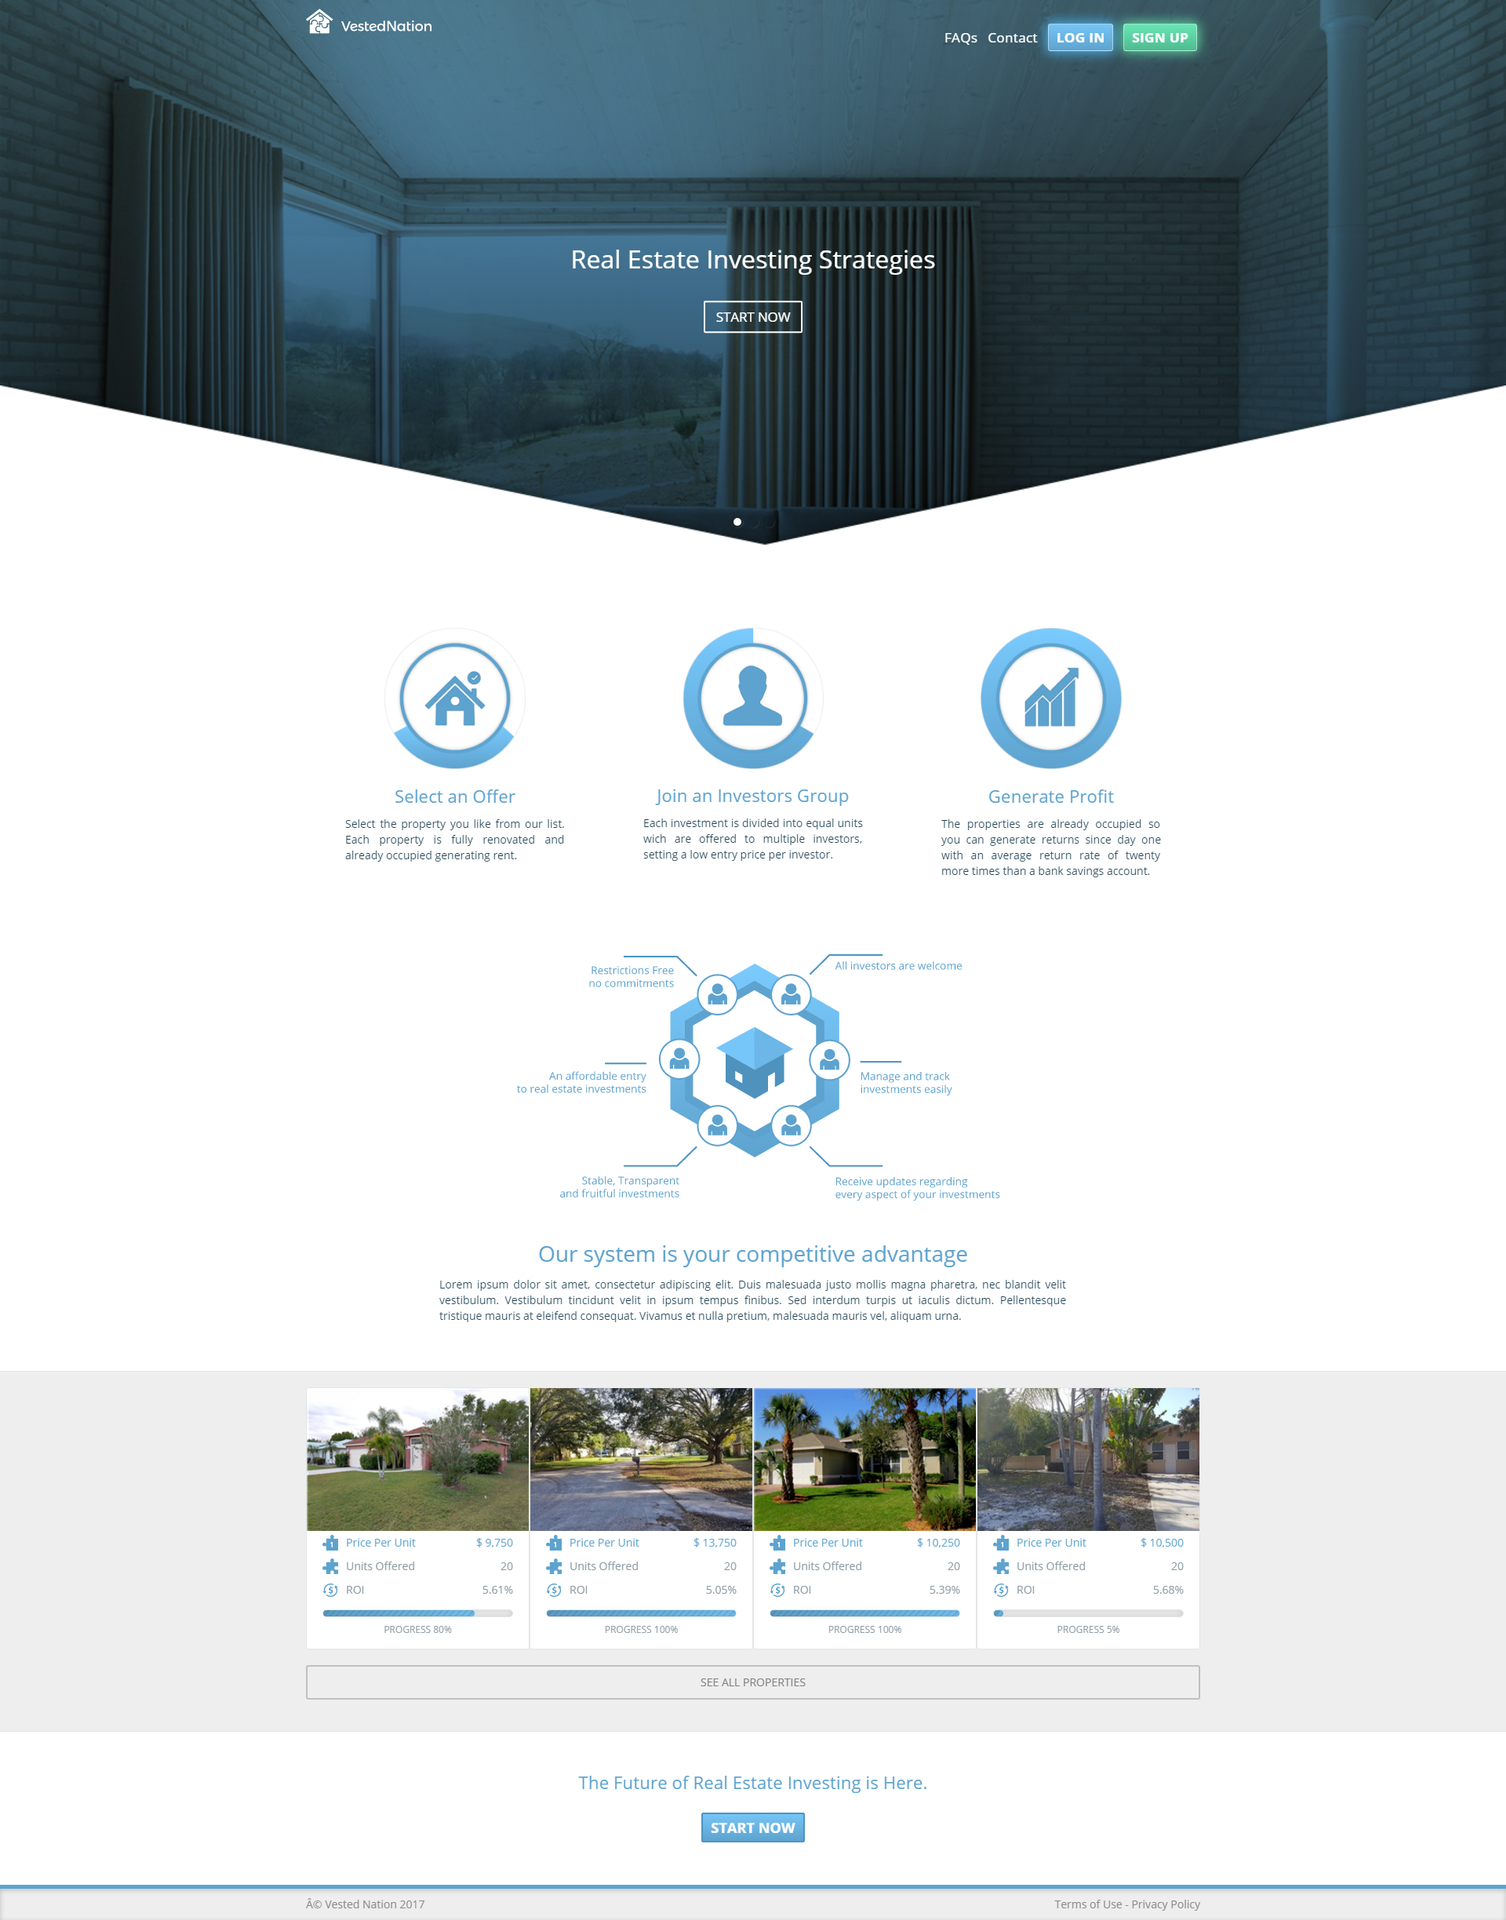 VestedNation
FAQs Contact LOG IN SIGN UP
Real Estate Investing Strategies
START NOW
Select an Offer
Select the property you like from our list.
Each property is fully renovated and
already occupied generating rent.
Join an Investors Group
Each investment is divided into equal units
wich are offered to multiple investors,
setting a low entry price per investor.
Generate Profit
The properties are already occupied so
you can generate returns since day one
with an average return rate of twenty
more times than a bank savings account.
Restrictions Free
no commitments
All investors are welcome
An affordable entry
to real estate investments
Manage and track
investments easily
Stable, Transparent
and fruitful investments
Receive updates regarding
every aspect of your investments
Our system is your competitive advantage
Lorem ipsum dolor sit amet, consectetur adipiscing elit. Duis malesuada justo mollis magna pharetra, nec blandit velit
vestibulum. Vestibulum tincidunt velit in ipsum tempus finibus. Sed interdum turpis ut iaculis dictum. Pellentesque
tristique mauris at eleifend consequat. Vivamus et nulla pretium, malesuada mauris vel, aliquam urna.
1 Price Per Unit $ 9,750
Units Offered 20
$ ROI 5.61%
PROGRESS 80%
1 Price Per Unit $ 13,750
Units Offered 20
$ ROI 5.05%
PROGRESS 100%
1 Price Per Unit $ 10,250
Units Offered 20
$ ROI 5.39%
PROGRESS 100%
1 Price Per Unit $ 10,500
Units Offered 20
$ ROI 5.68%
PROGRESS 5%
SEE ALL PROPERTIES
The Future of Real Estate Investing is Here.
START NOW
Â© Vested Nation 2017
Terms of Use - Privacy Policy